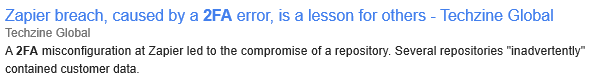 Zapier breach, caused by a 2FA error, is a lesson for others - Techzine Global
Techzine Global
A 2FA misconfiguration at Zapier led to the compromise of a repository. Several repositories "inadvertently"
contained customer data.